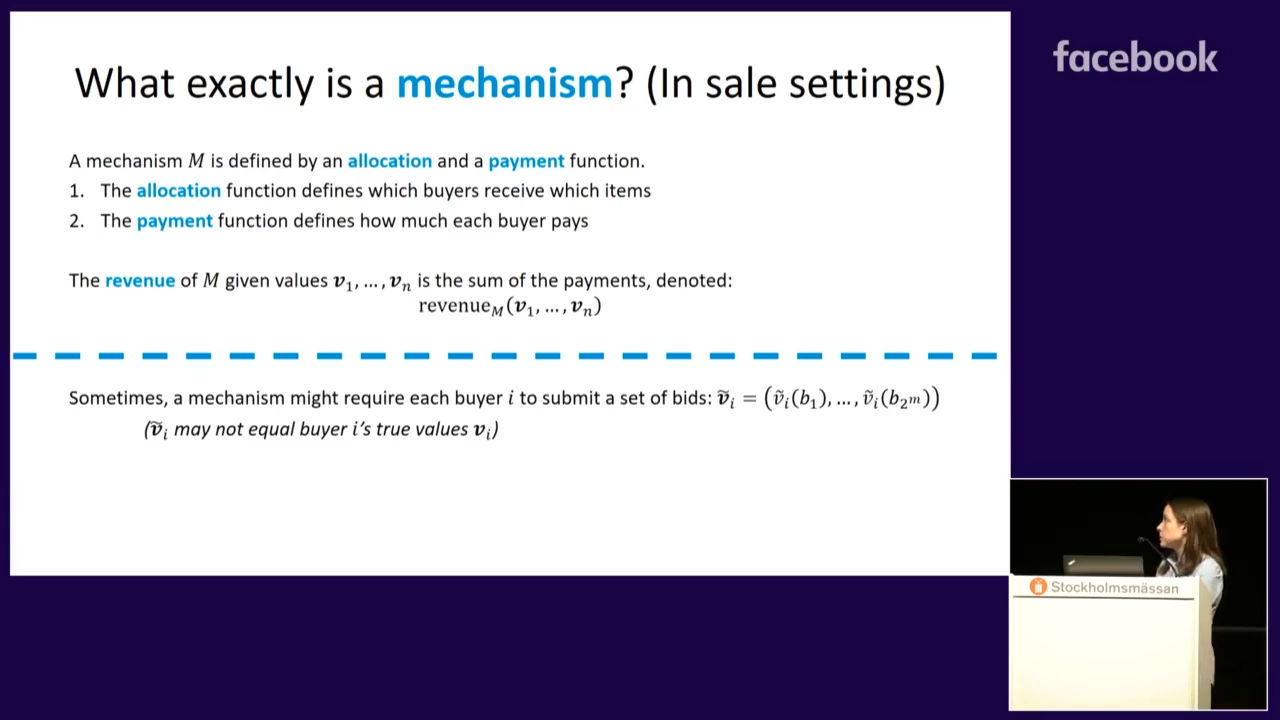 What exactly is a mechanism? (In sale settings)
facebook
A mechanism M is defined by an allocation and a payment function.
1. The allocation function defines which buyers receive which items
2. The payment function defines how much each buyer pays
The revenue of M given values v₁, ..., vₙ is the sum of the payments, denoted:
revenue_M(v₁, ..., vₙ)
Sometimes, a mechanism might require each buyer i to submit a set of bids: ṽᵢ = (ṽᵢ(b₁), ..., ṽᵢ(b_{2^m}))
(ṽᵢ may not equal buyer i's true values vᵢ)
Stockholmsmässan